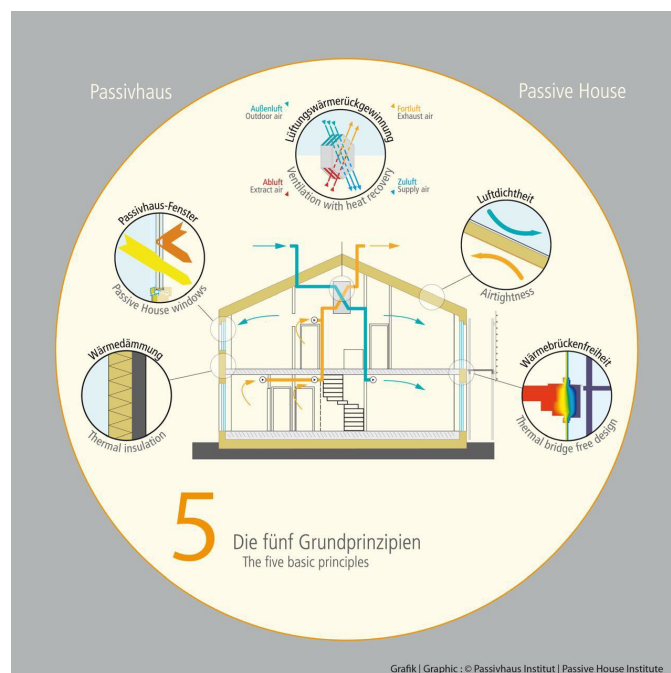 Passivhaus
Passive House
Außenluft
Outdoor air
Lüftungswärmerückgewinnung
Fortluft
Exhaust air
Abluft
Extract air
Ventilation with heat recovery
Zuluft
Supply air
Passivhaus-Fenster
Passive House windows
Luftdichtheit
Airtightness
Wärmedämmung
Thermal insulation
Wärmebrückenfreiheit
Thermal bridge free design
5
Die fünf Grundprinzipien
The five basic principles
Grafik | Graphic : © Passivhaus Institut | Passive House Institute